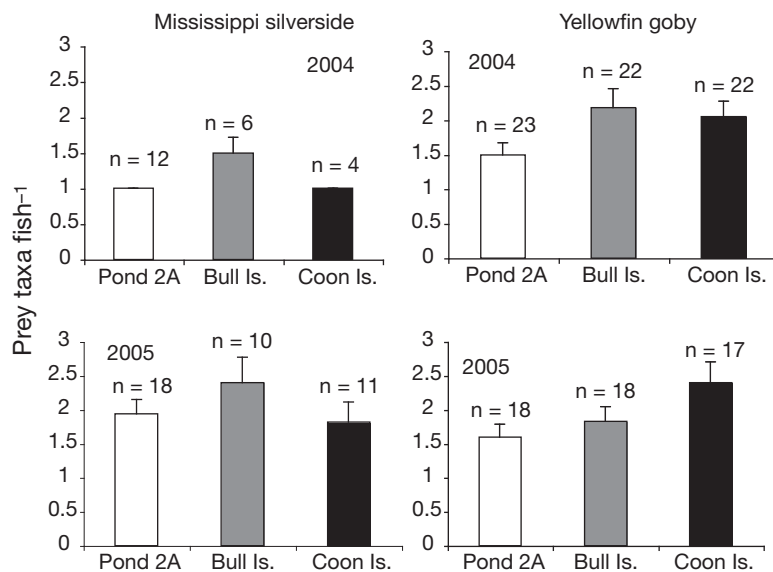 Mississippi silverside
Yellowfin goby
Prey taxa fish⁻¹
2004
3
2.5
2
1.5
1
0.5
0
n = 12
n = 6
n = 4
Pond 2A Bull Is. Coon Is.
2004
3
2.5
2
1.5
1
0.5
0
n = 23
n = 22
n = 22
Pond 2A Bull Is. Coon Is.
2005
3
2.5
2
1.5
1
0.5
0
n = 18
n = 10
n = 11
Pond 2A Bull Is. Coon Is.
2005
3
2.5
2
1.5
1
0.5
0
n = 18
n = 18
n = 17
Pond 2A Bull Is. Coon Is.